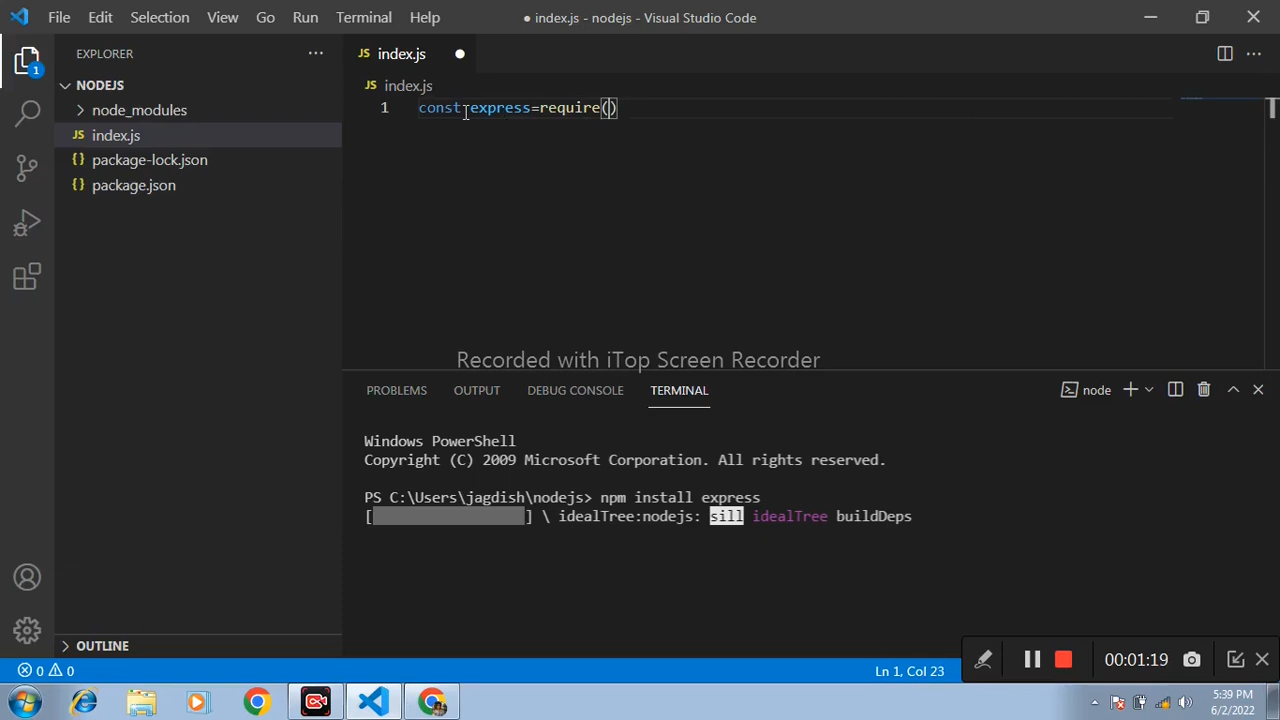 File Edit Selection View Go Run Terminal Help
● index.js - nodejs - Visual Studio Code
EXPLORER
1
NODEJS
node_modules
JS index.js
{} package-lock.json
{} package.json
OUTLINE
JS index.js
JS index.js
1 const express=require()
Recorded with iTop Screen Recorder
PROBLEMS OUTPUT DEBUG CONSOLE TERMINAL
node
Windows PowerShell
Copyright (C) 2009 Microsoft Corporation. All rights reserved.
PS C:\Users\jagdish\nodejs> npm install express
[                  ] \ idealTree:nodejs: sill idealTree buildDeps
0 0
Ln 1, Col 23
00:01:19
5:39 PM
6/2/2022